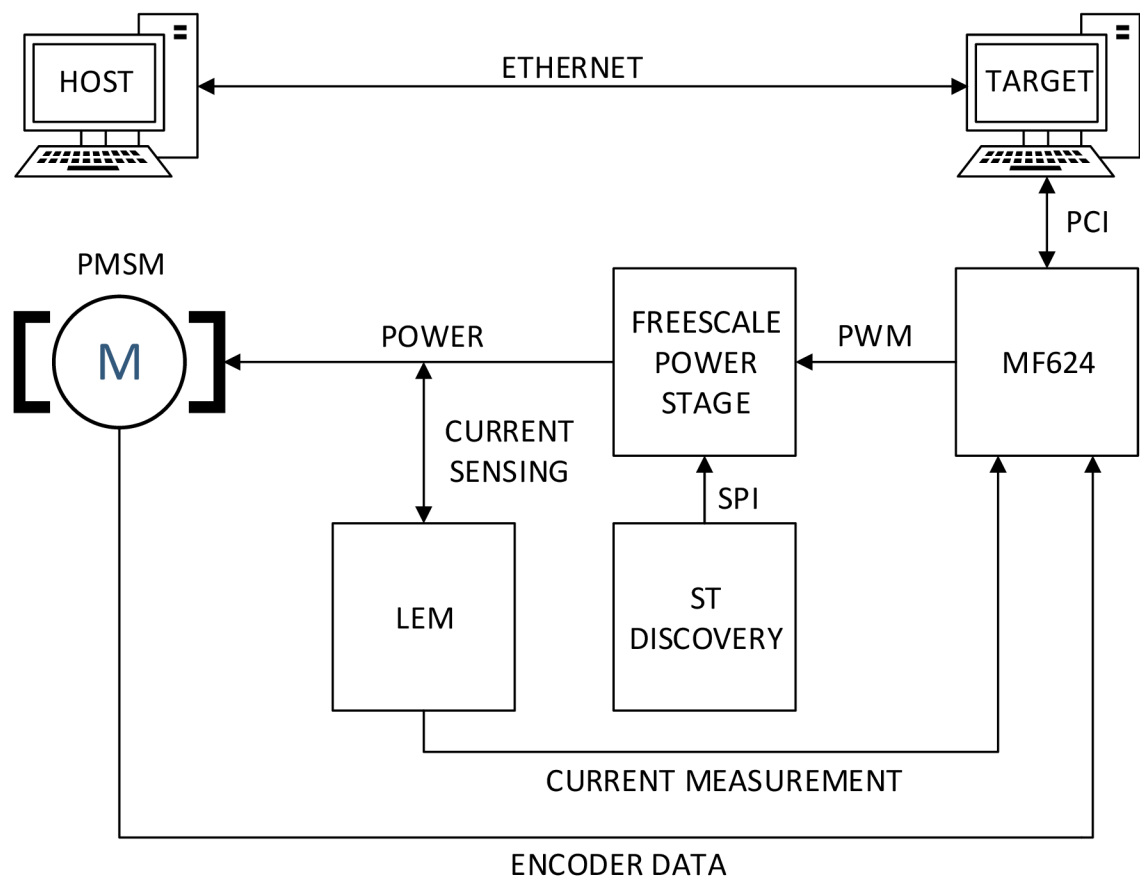 HOST
ETHERNET
TARGET
PCI
PMSM
M
POWER
FREESCALE
POWER
STAGE
PWM
MF624
CURRENT
SENSING
SPI
LEM
ST
DISCOVERY
CURRENT MEASUREMENT
ENCODER DATA